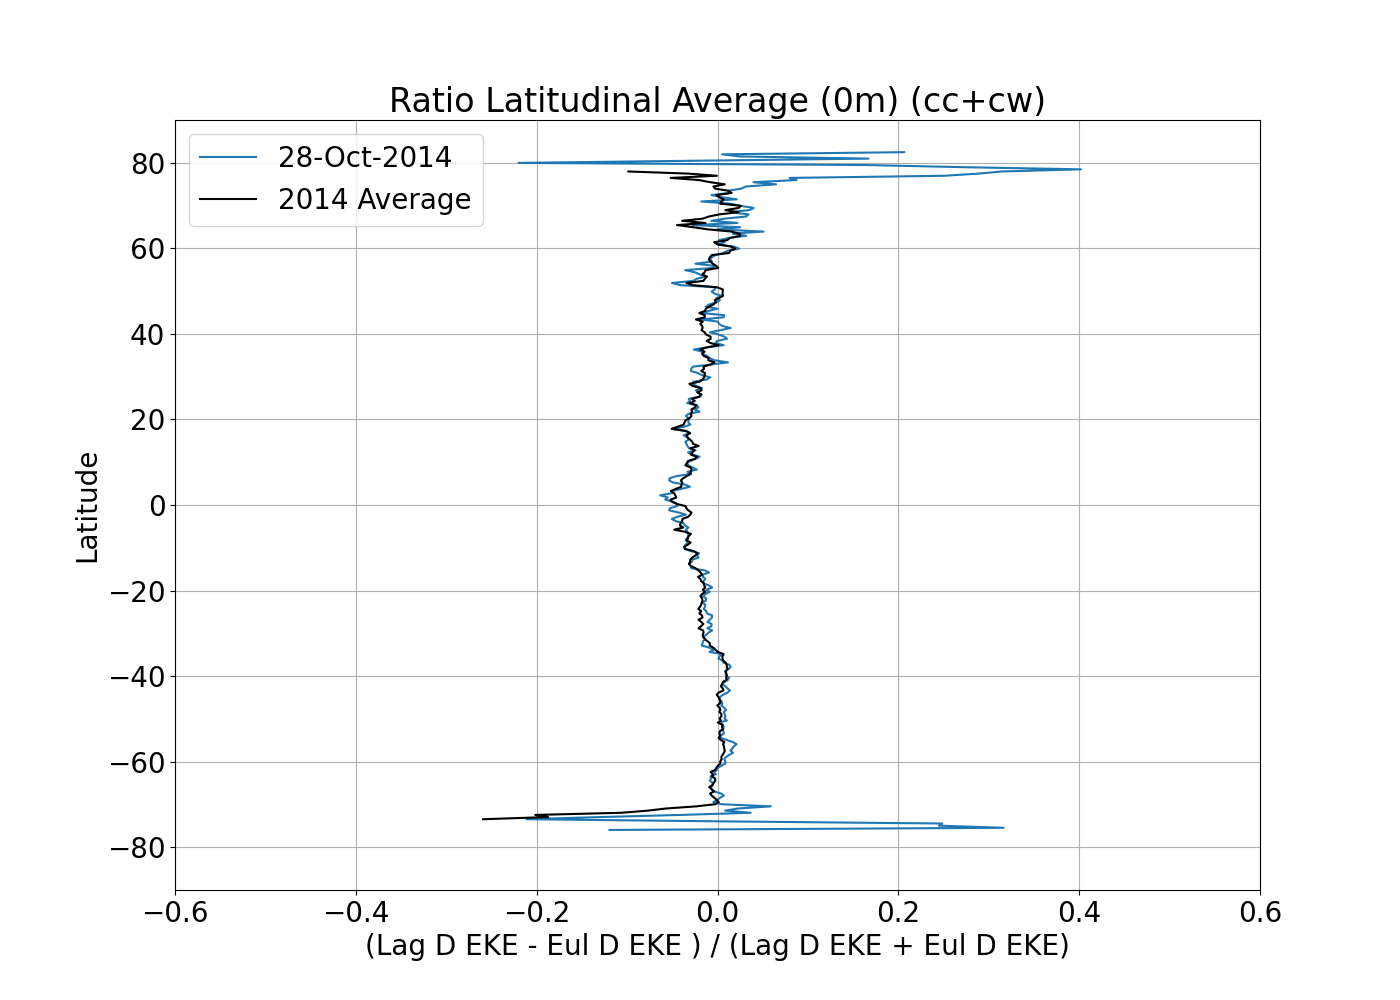 Ratio Latitudinal Average (0m) (cc+cw)
28-Oct-2014
2014 Average
80
60
40
20
0
−20
−40
−60
−80
Latitude
−0.6 −0.4 −0.2 0.0 0.2 0.4 0.6
(Lag D EKE - Eul D EKE ) / (Lag D EKE + Eul D EKE)